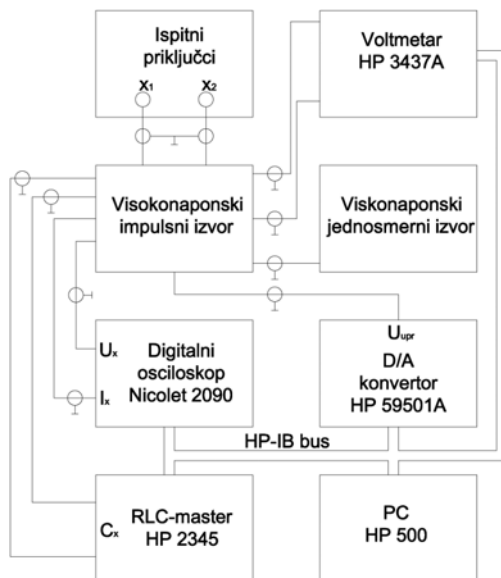 Ispitni
priključci
X1 X2
Voltmetar
HP 3437A
Visokonaponski
impulsni izvor
Viskonaponski
jednosmerni izvor
Ux
Ix
Digitalni
osciloskop
Nicolet 2090
Uupr
D/A
konvertor
HP 59501A
HP-IB bus
Cx
RLC-master
HP 2345
PC
HP 500